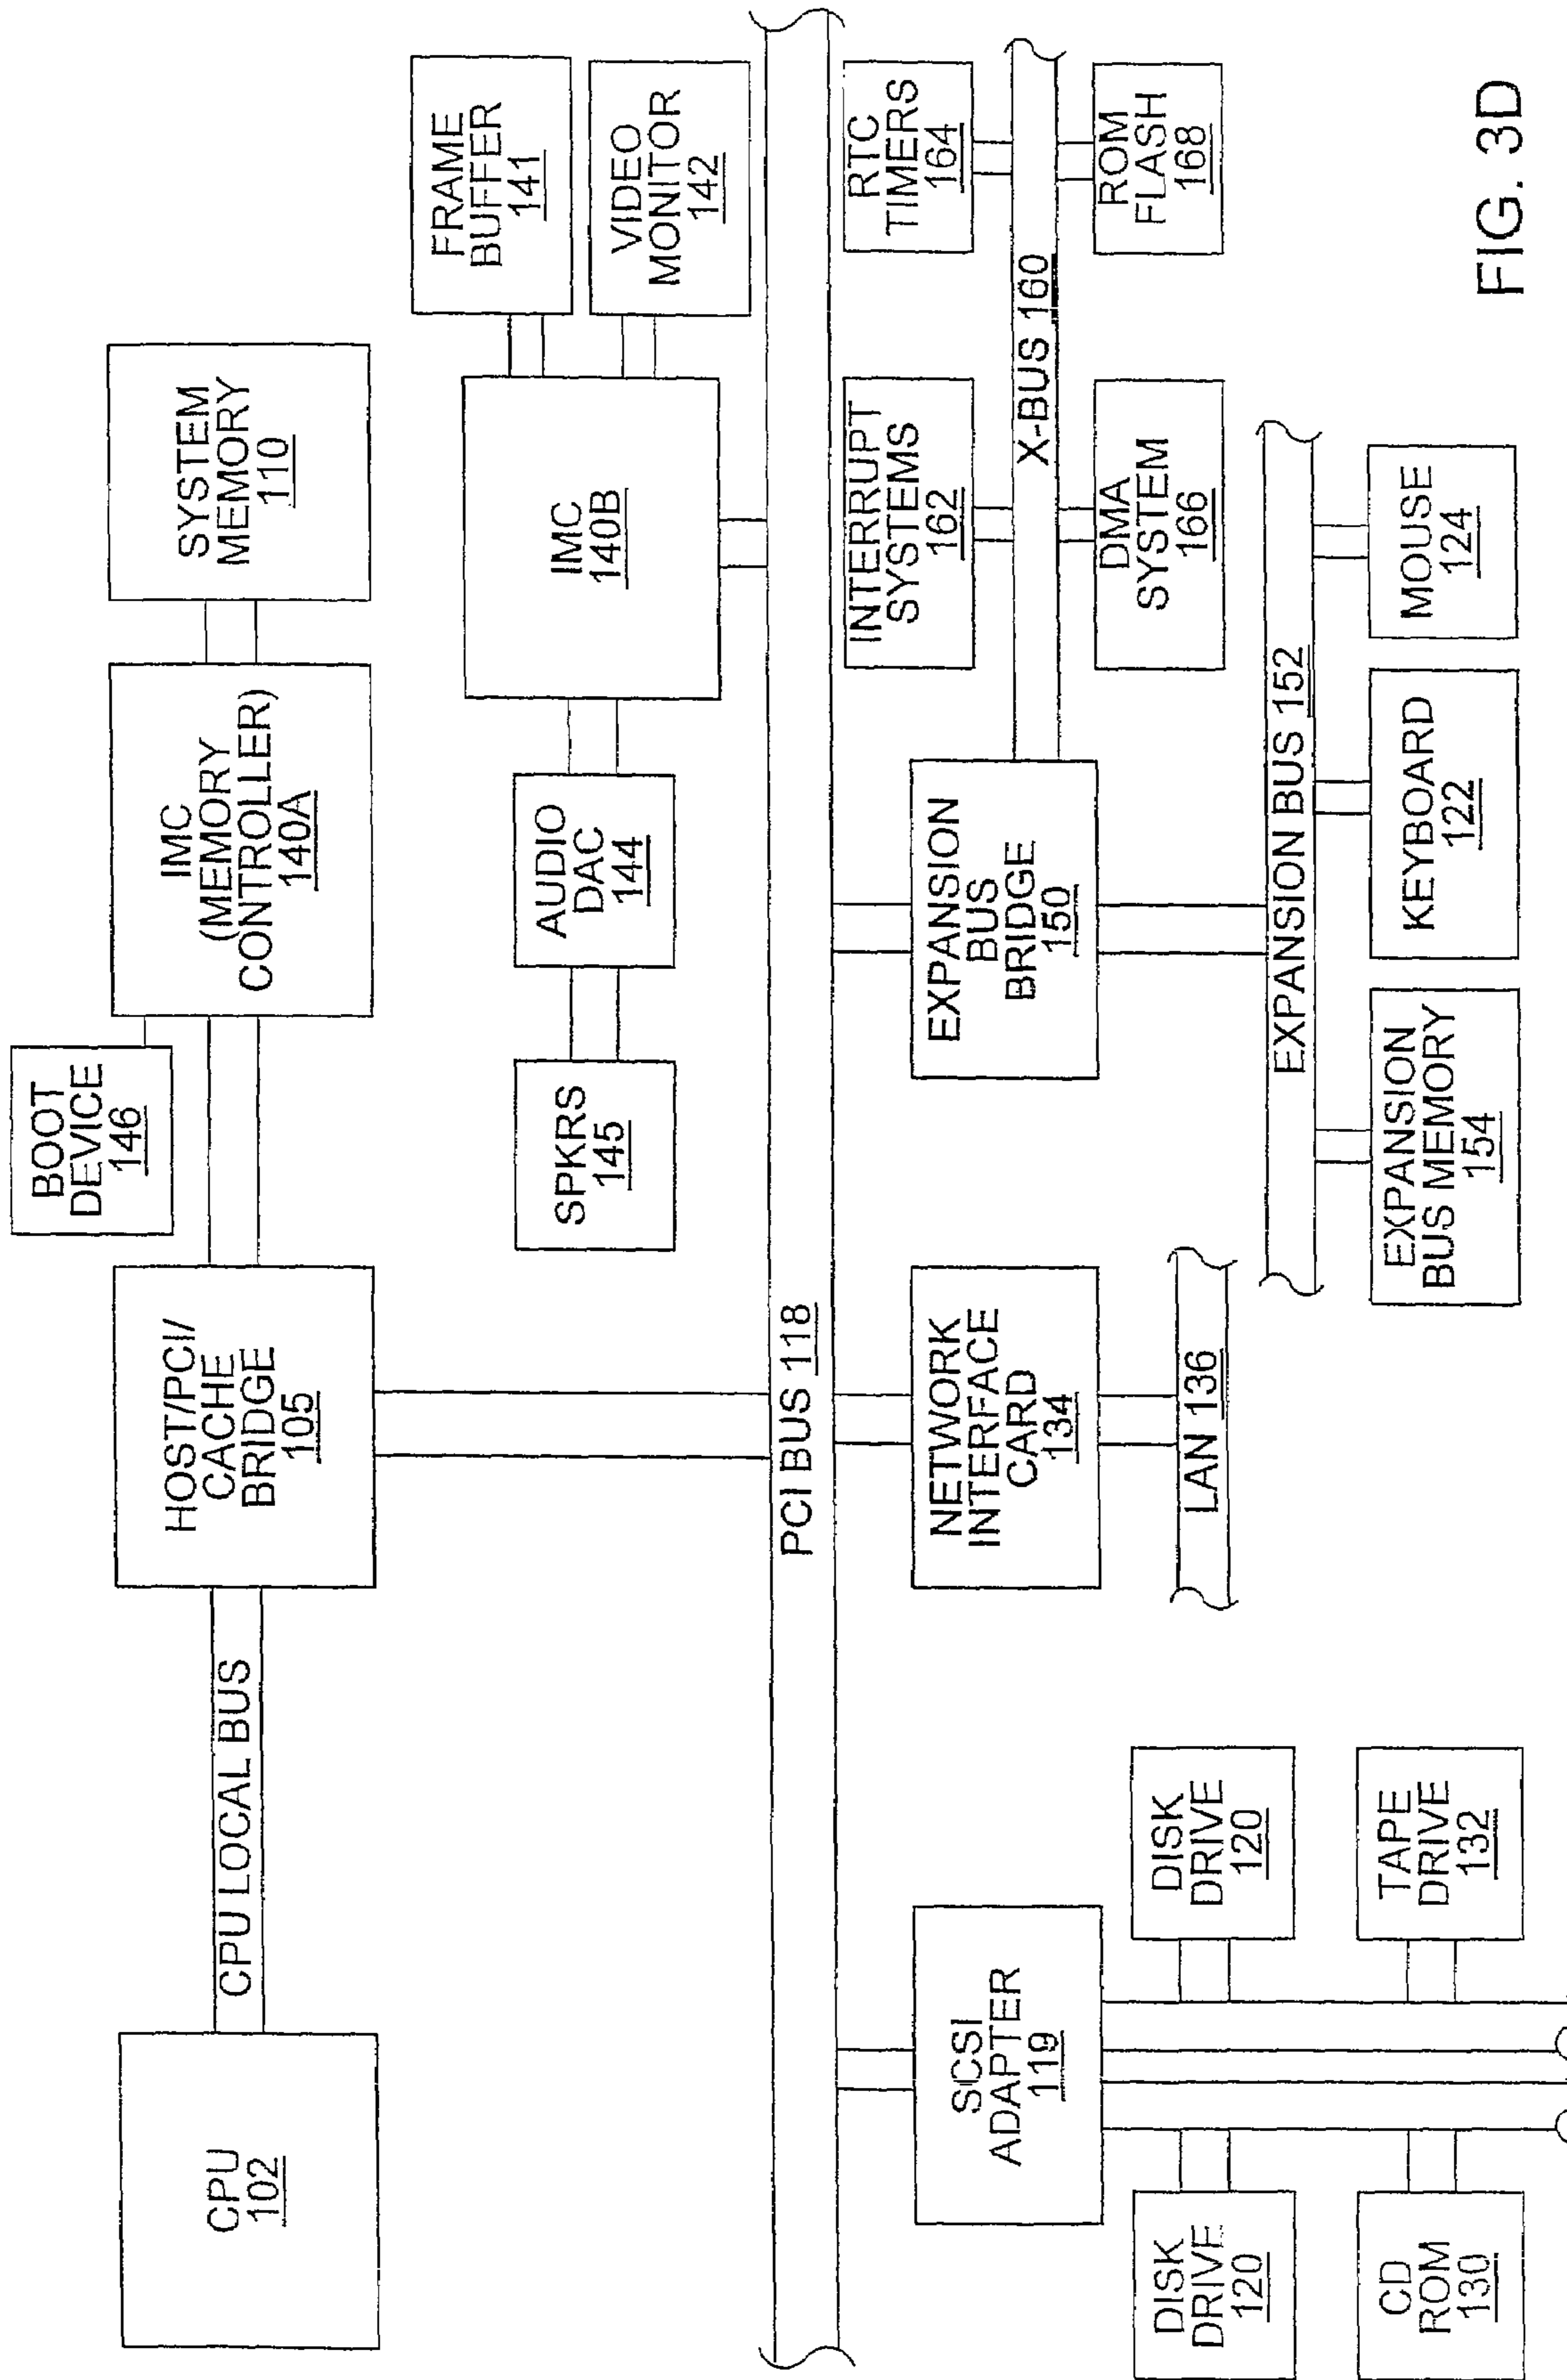 CPU
102
CPU LOCAL BUS
HOST/PCI/
CACHE
BRIDGE
105
BOOT
DEVICE
146
IMC
(MEMORY
CONTROLLER)
140A
SYSTEM
MEMORY
110
SPKRS
145
AUDIO
DAC
144
IMC
140B
FRAME
BUFFER
141
VIDEO
MONITOR
142
PCI BUS 118
SCSI
ADAPTER
119
DISK
DRIVE
120
DISK
DRIVE
120
CD
ROM
130
TAPE
DRIVE
132
NETWORK
INTERFACE
CARD
134
LAN 136
EXPANSION
BUS
BRIDGE
150
INTERRUPT
SYSTEMS
162
RTC
TIMERS
164
X-BUS 160
DMA
SYSTEM
166
ROM
FLASH
168
EXPANSION BUS 152
EXPANSION
BUS MEMORY
154
KEYBOARD
122
MOUSE
124
FIG. 3D